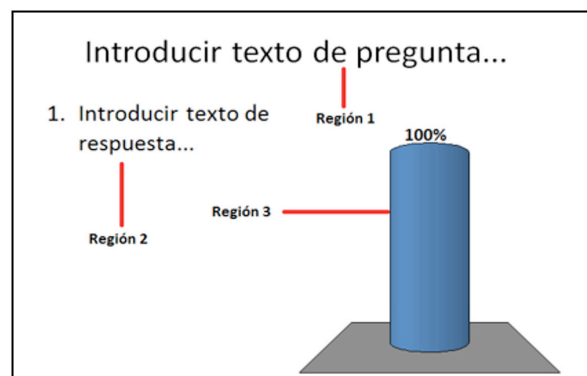 Introducir texto de pregunta...
Región 1
1. Introducir texto de
respuesta...
Región 2
100%
Región 3